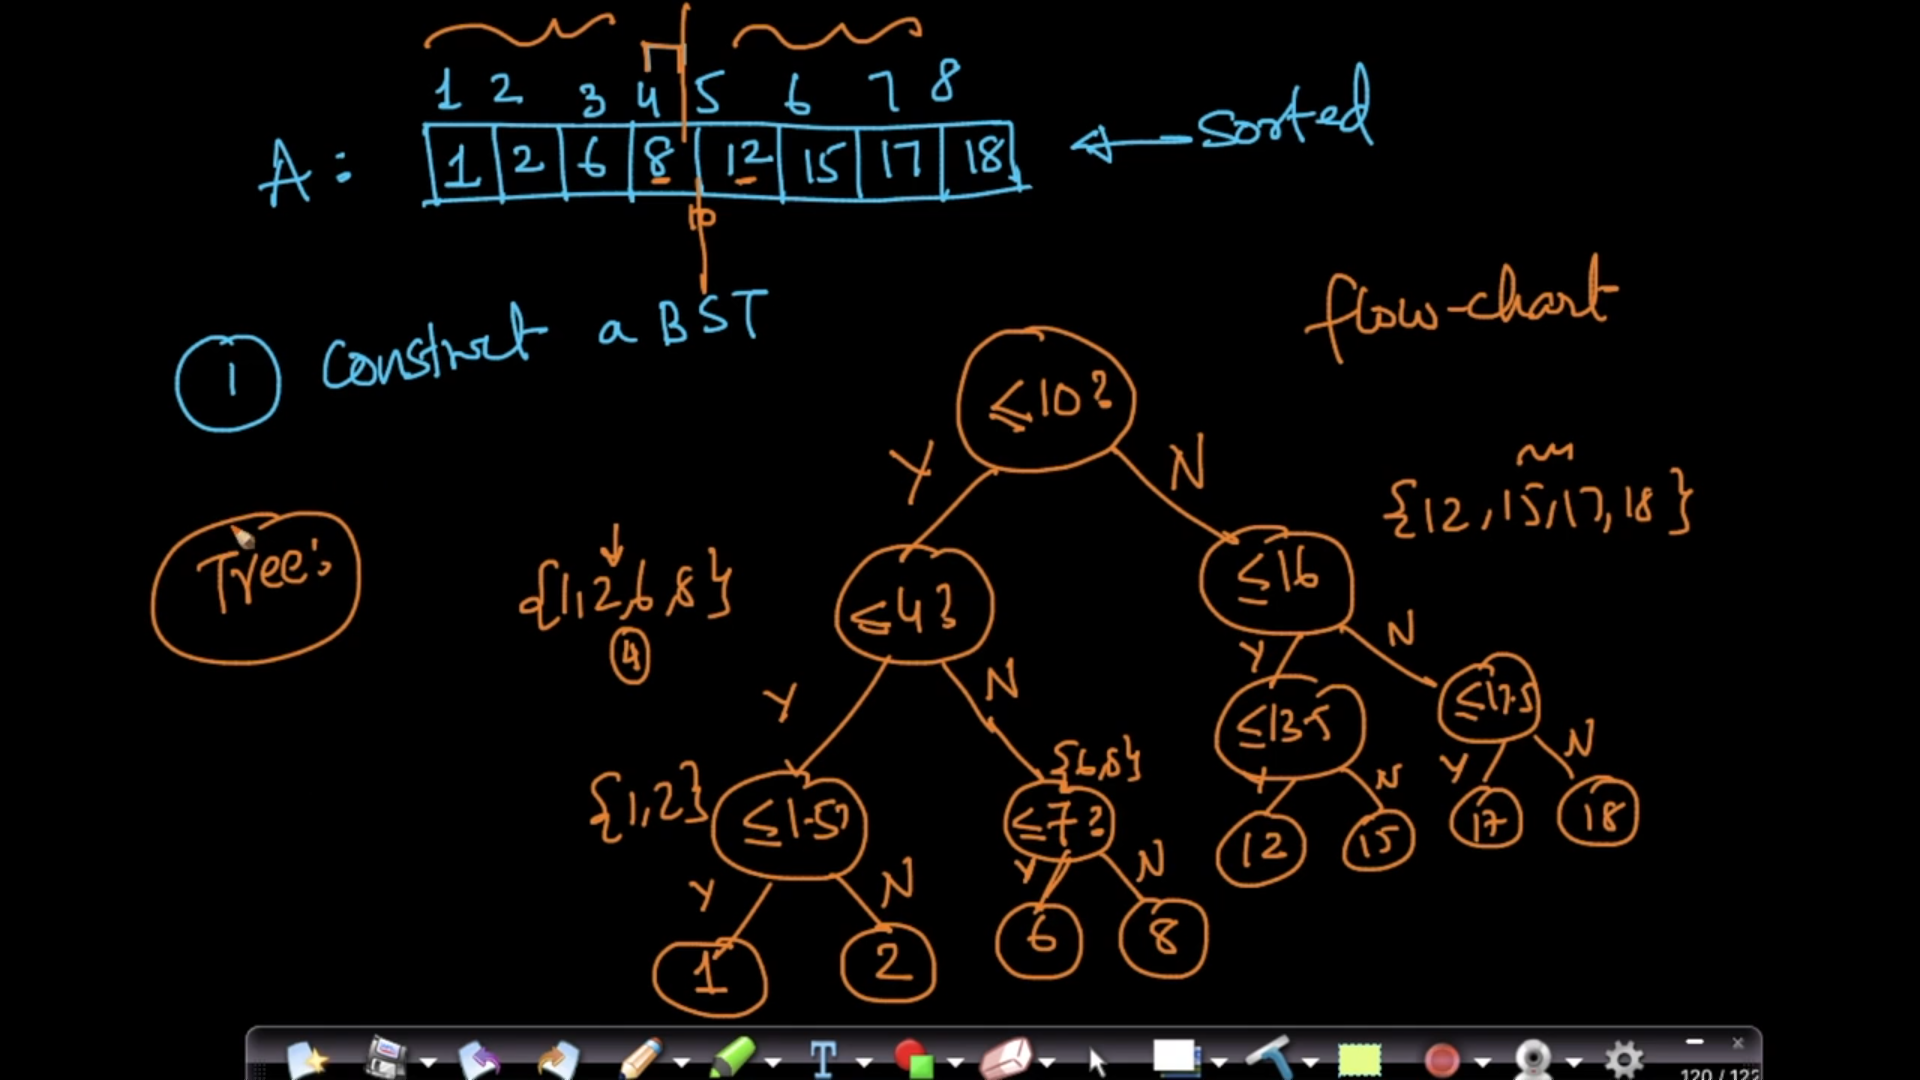 1 2 3 4 5 6 7 8
A: 1 2 6 8 12 15 17 18 ← Sorted
10
1 Construct a BST
flow-chart
≤10?
Y N
{12,15,17,18}
Tree:
{1,2,6,8}
4
≤4?
≤16
Y N
Y N
{1,2}
{6,8}
≤13.5
≤17.5
≤1.5?
≤7?
Y N
Y N
12 15 17 18
Y N
Y N
1 2 6 8
T
120 / 122